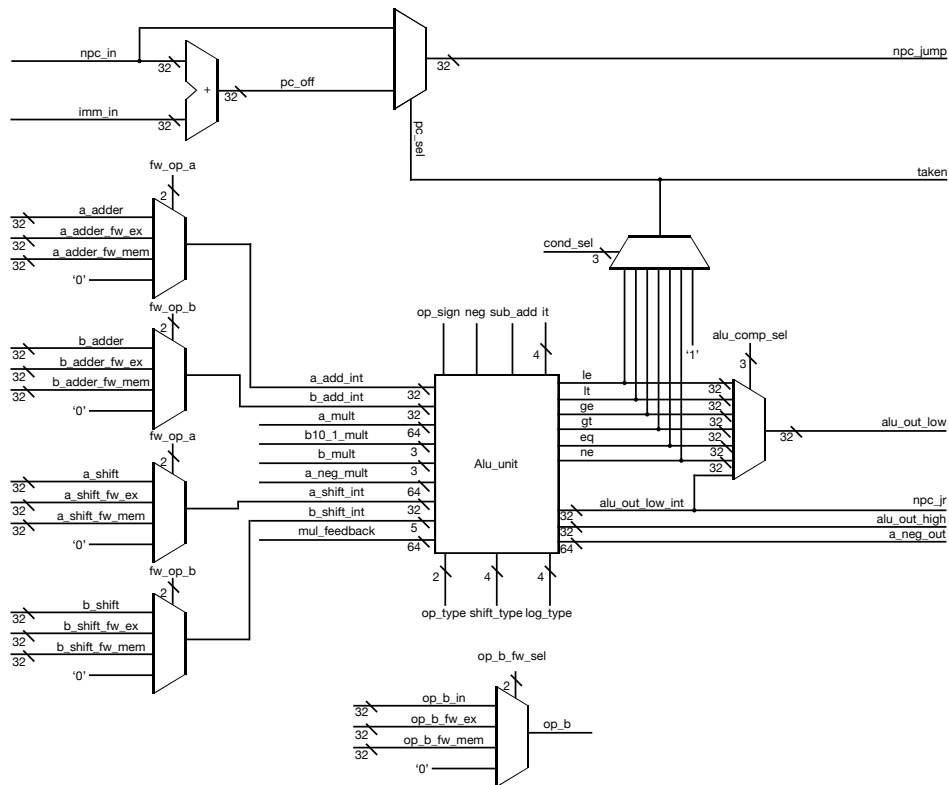 npc_in
32
imm_in
32
+
32
pc_off
pc_sel
32
npc_jump
taken
fw_op_a
2
a_adder
32
a_adder_fw_ex
32
a_adder_fw_mem
32
‘0’
fw_op_b
2
b_adder
32
b_adder_fw_ex
32
b_adder_fw_mem
32
‘0’
fw_op_a
2
a_shift
32
a_shift_fw_ex
32
a_shift_fw_mem
32
‘0’
fw_op_b
2
b_shift
32
b_shift_fw_ex
32
b_shift_fw_mem
32
‘0’
cond_sel
3
‘1’
op_sign neg sub_add it
4
a_add_int
32
b_add_int
32
a_mult
64
b10_1_mult
3
b_mult
3
a_neg_mult
64
a_shift_int
32
b_shift_int
5
mul_feedback
64
Alu_unit
le
32
lt
32
ge
32
gt
32
eq
32
ne
32
alu_comp_sel
3
32
alu_out_low
alu_out_low_int
32
npc_jr
32
alu_out_high
64
a_neg_out
2
4
4
op_type shift_type log_type
op_b_fw_sel
2
op_b_in
32
op_b_fw_ex
32
op_b_fw_mem
32
‘0’
op_b